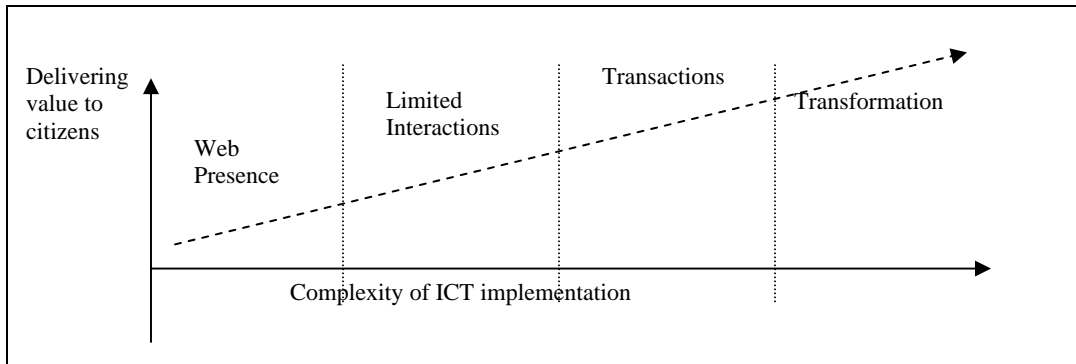 Delivering
value to
citizens
Web
Presence
Limited
Interactions
Transactions
Transformation
Complexity of ICT implementation